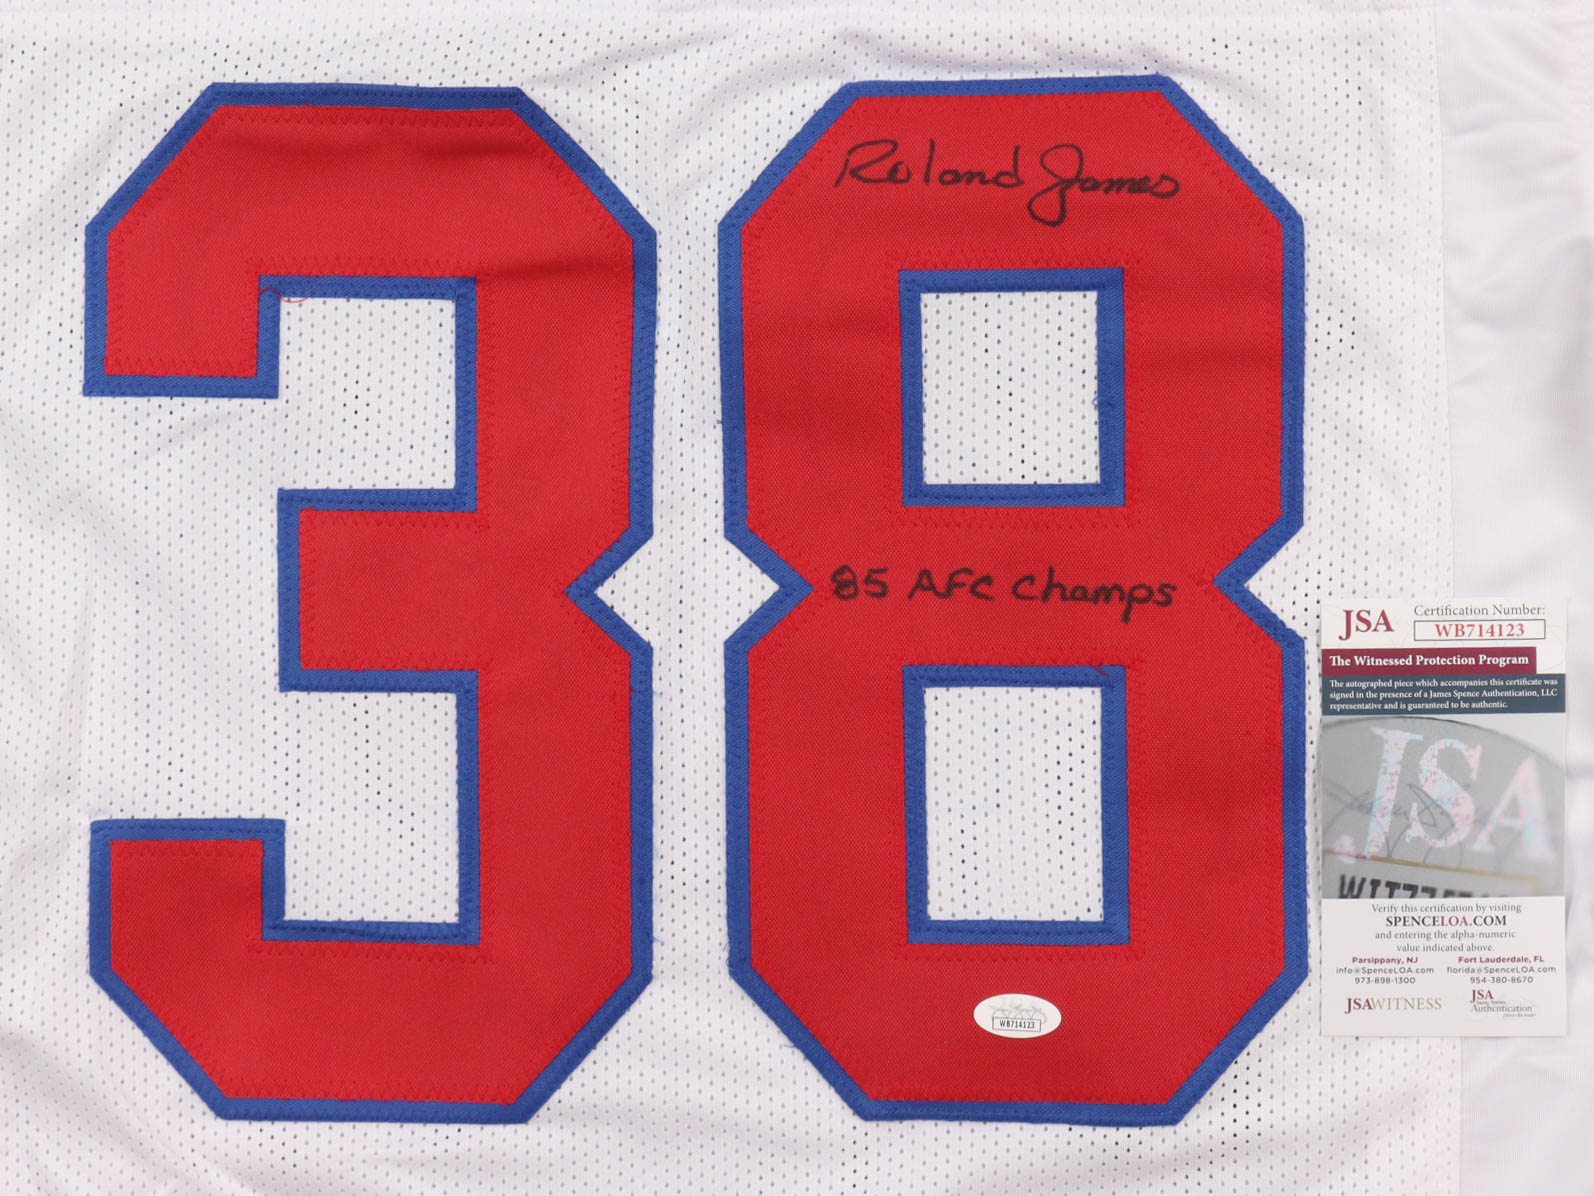 38
Roland James
85 AFC Champs
WB714123
JSA
Certification Number:
WB714123
The Witnessed Protection Program
The autographed piece which accompanies this certificate was
signed in the presence of a James Spence Authentication, LLC
representative and is guaranteed to be authentic.
JSA
Verify this certification by visiting
SPENCELOA.COM
and entering the alpha-numeric
value indicated above.
Parsippany, NJ
info@SpenceLOA.com
973-898-1300
Fort Lauderdale, FL
florida@SpenceLOA.com
954-380-8670
JSAWITNESS
JSA
Authentication